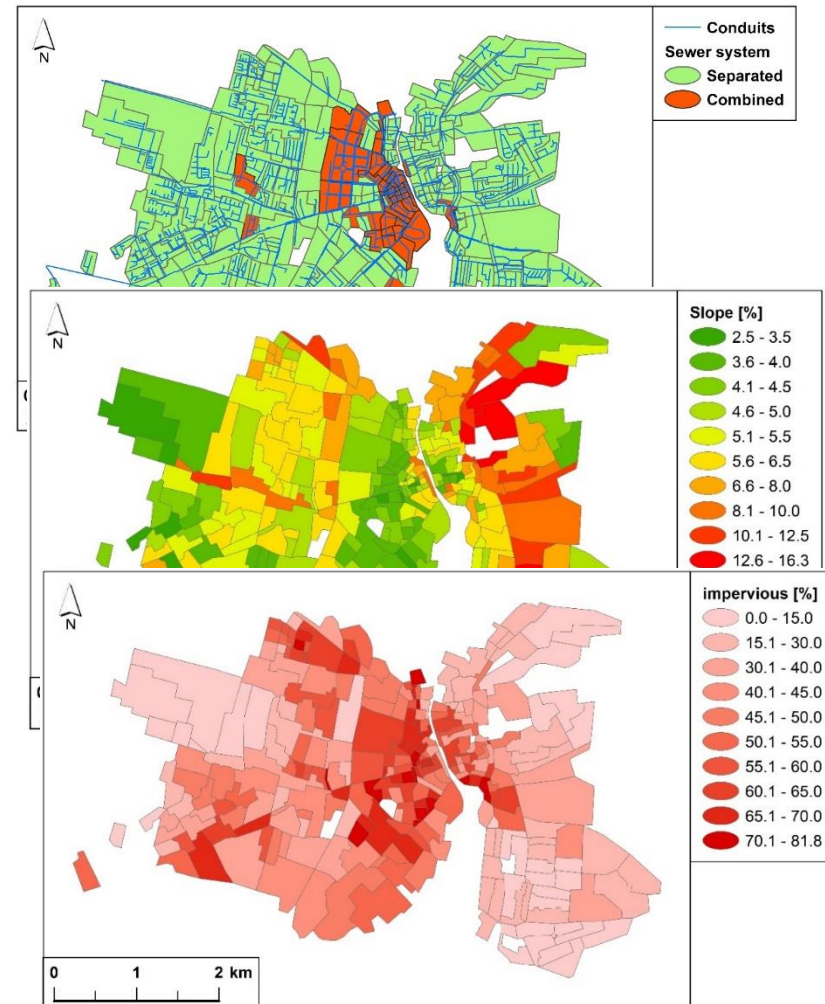 N
Conduits
Sewer system
Separated
Combined
N
Slope [%]
2.5 - 3.5
3.6 - 4.0
4.1 - 4.5
4.6 - 5.0
5.1 - 5.5
5.6 - 6.5
6.6 - 8.0
8.1 - 10.0
10.1 - 12.5
12.6 - 16.3
N
impervious [%]
0.0 - 15.0
15.1 - 30.0
30.1 - 40.0
40.1 - 45.0
45.1 - 50.0
50.1 - 55.0
55.1 - 60.0
60.1 - 65.0
65.1 - 70.0
70.1 - 81.8
0 1 2 km